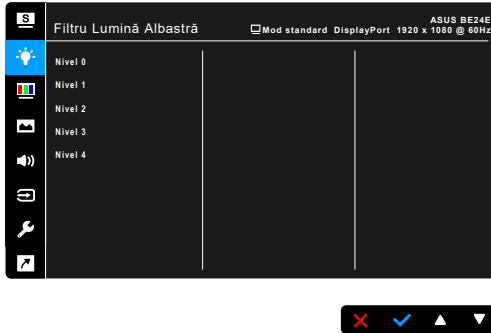 S
Filtru Lumină Albastră
Mod standard DisplayPort 1920 x 1080 @ 60Hz
ASUS BE24E
Nivel 0
Nivel 1
Nivel 2
Nivel 3
Nivel 4